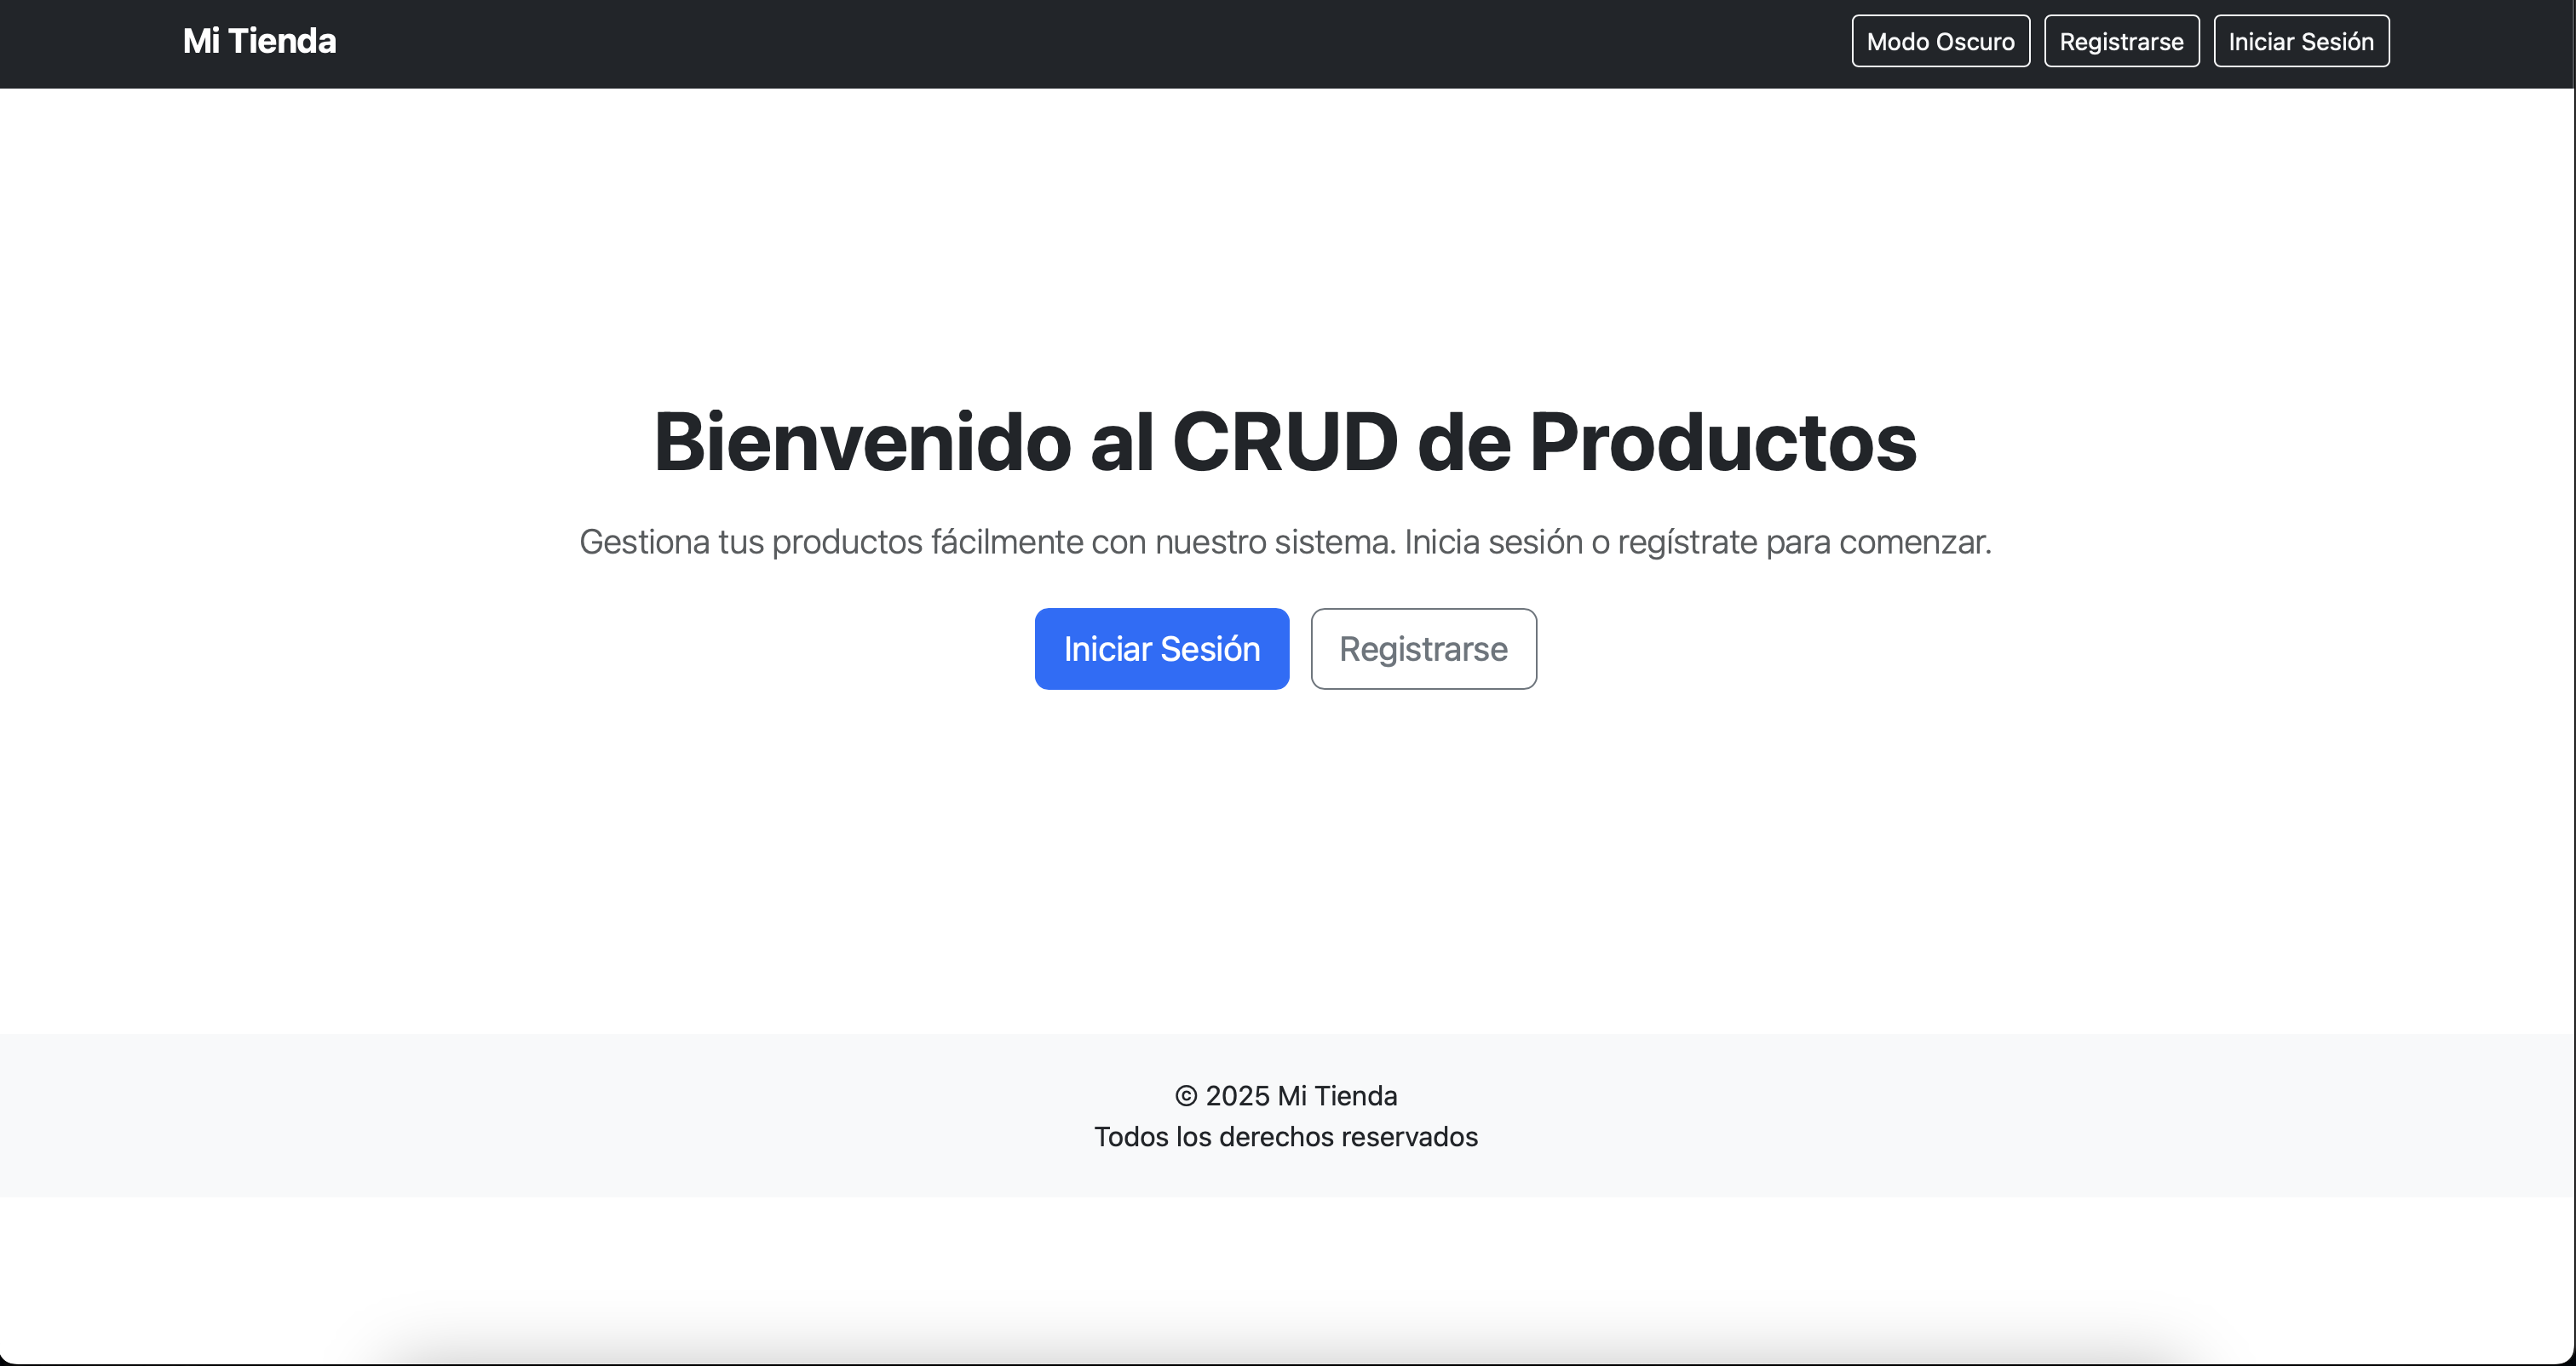 Mi Tienda
Modo Oscuro
Registrarse
Iniciar Sesión
Bienvenido al CRUD de Productos
Gestiona tus productos fácilmente con nuestro sistema. Inicia sesión o regístrate para comenzar.
Iniciar Sesión
Registrarse
© 2025 Mi Tienda
Todos los derechos reservados